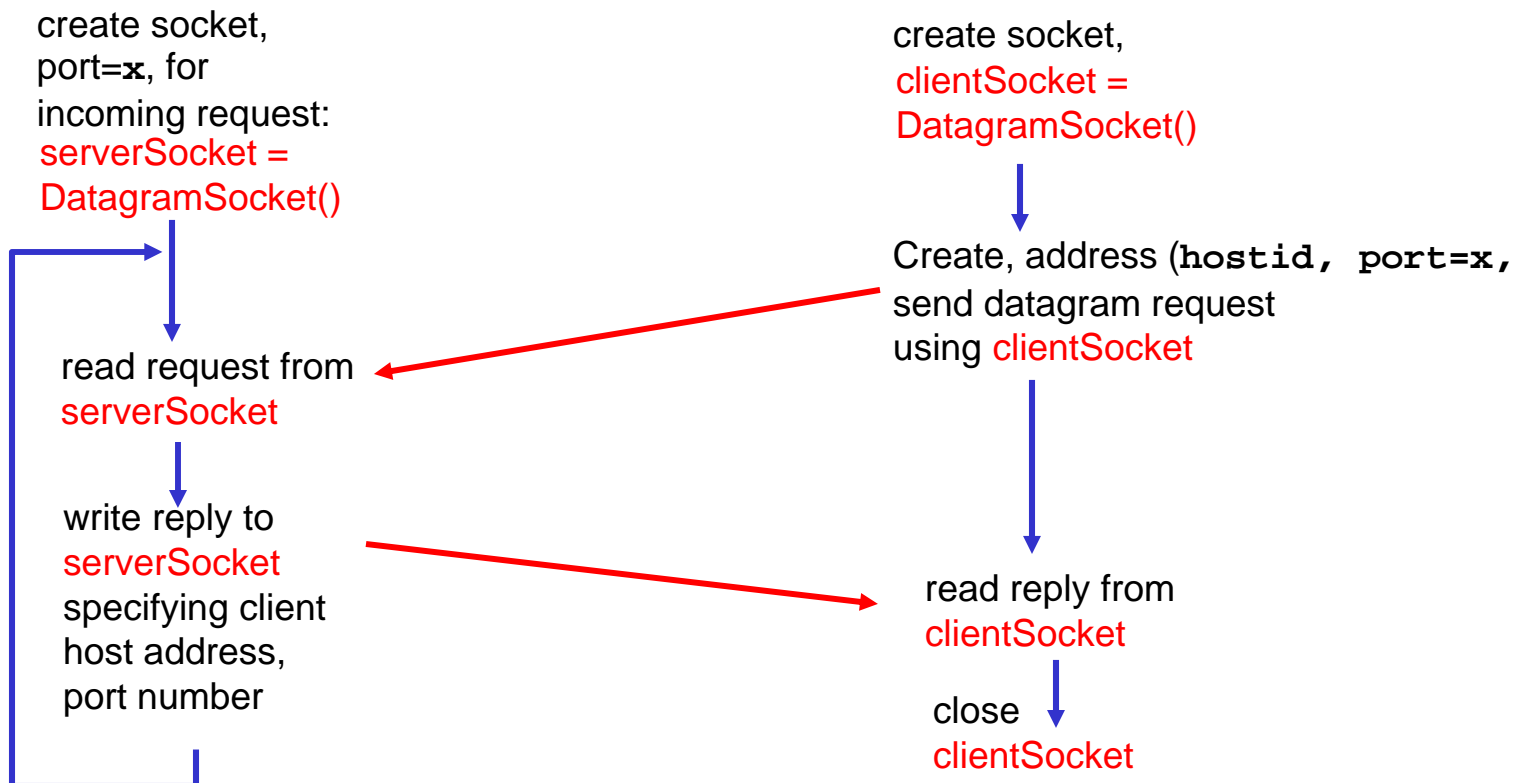 create socket,
port=x, for
incoming request:
serverSocket =
DatagramSocket()
read request from
serverSocket
write reply to
serverSocket
specifying client
host address,
port number
create socket,
clientSocket =
DatagramSocket()
Create, address (hostid, port=x,
send datagram request
using clientSocket
read reply from
clientSocket
close
clientSocket